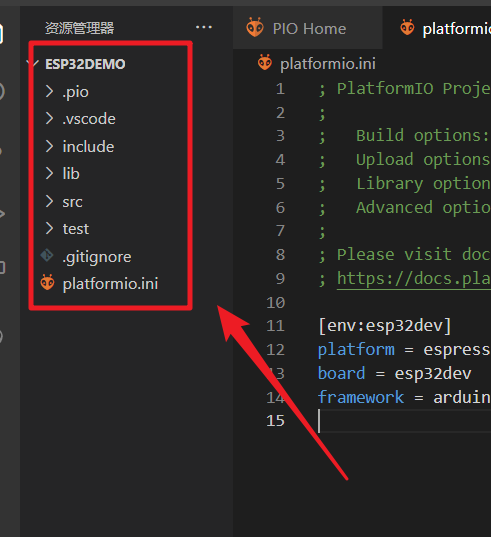 资源管理器 ···
ESP32DEMO
.pio
.vscode
include
lib
src
test
.gitignore
platformio.ini
PIO Home
platformio.ini
1 ; PlatformIO Proje
2 ;
3 ; Build options:
4 ; Upload options
5 ; Library option
6 ; Advanced optio
7 ;
8 ; Please visit doc
9 ; https://docs.pla
10
11 [env:esp32dev]
12 platform = espress
13 board = esp32dev
14 framework = arduin
15